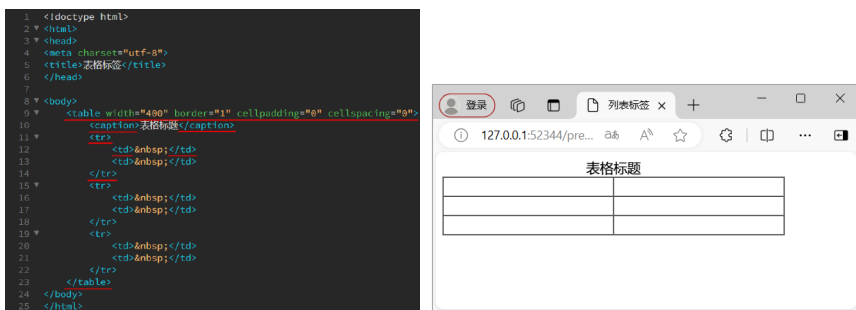 1 <!doctype html>
2 <html>
3 <head>
4 <meta charset="utf-8">
5 <title>表格标签</title>
6 </head>
7
8 <body>
9 <table width="400" border="1" cellpadding="0" cellspacing="0">
10 <caption>表格标题</caption>
11 <tr>
12 <td>&nbsp;</td>
13 <td>&nbsp;</td>
14 </tr>
15 <tr>
16 <td>&nbsp;</td>
17 <td>&nbsp;</td>
18 </tr>
19 <tr>
20 <td>&nbsp;</td>
21 <td>&nbsp;</td>
22 </tr>
23 </table>
24 </body>
25 </html>
登录 列表标签
127.0.0.1:52344/pre... aあ A
表格标题